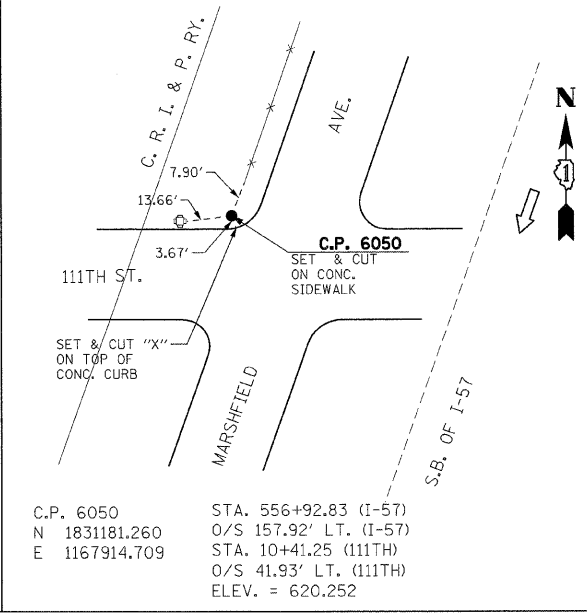 C. R. I. & P. RY.
AVE.
N
1
7.90'
13.66'
3.67'
C.P. 6050
SET & CUT
ON CONC.
SIDEWALK
111TH ST.
SET & CUT "X"
ON TOP OF
CONC. CURB
MARSHFIELD
S.B. OF I-57
C.P. 6050
N 1831181.260
E 1167914.709
STA. 556+92.83 (I-57)
O/S 157.92' LT. (I-57)
STA. 10+41.25 (111TH)
O/S 41.93' LT. (111TH)
ELEV. = 620.252